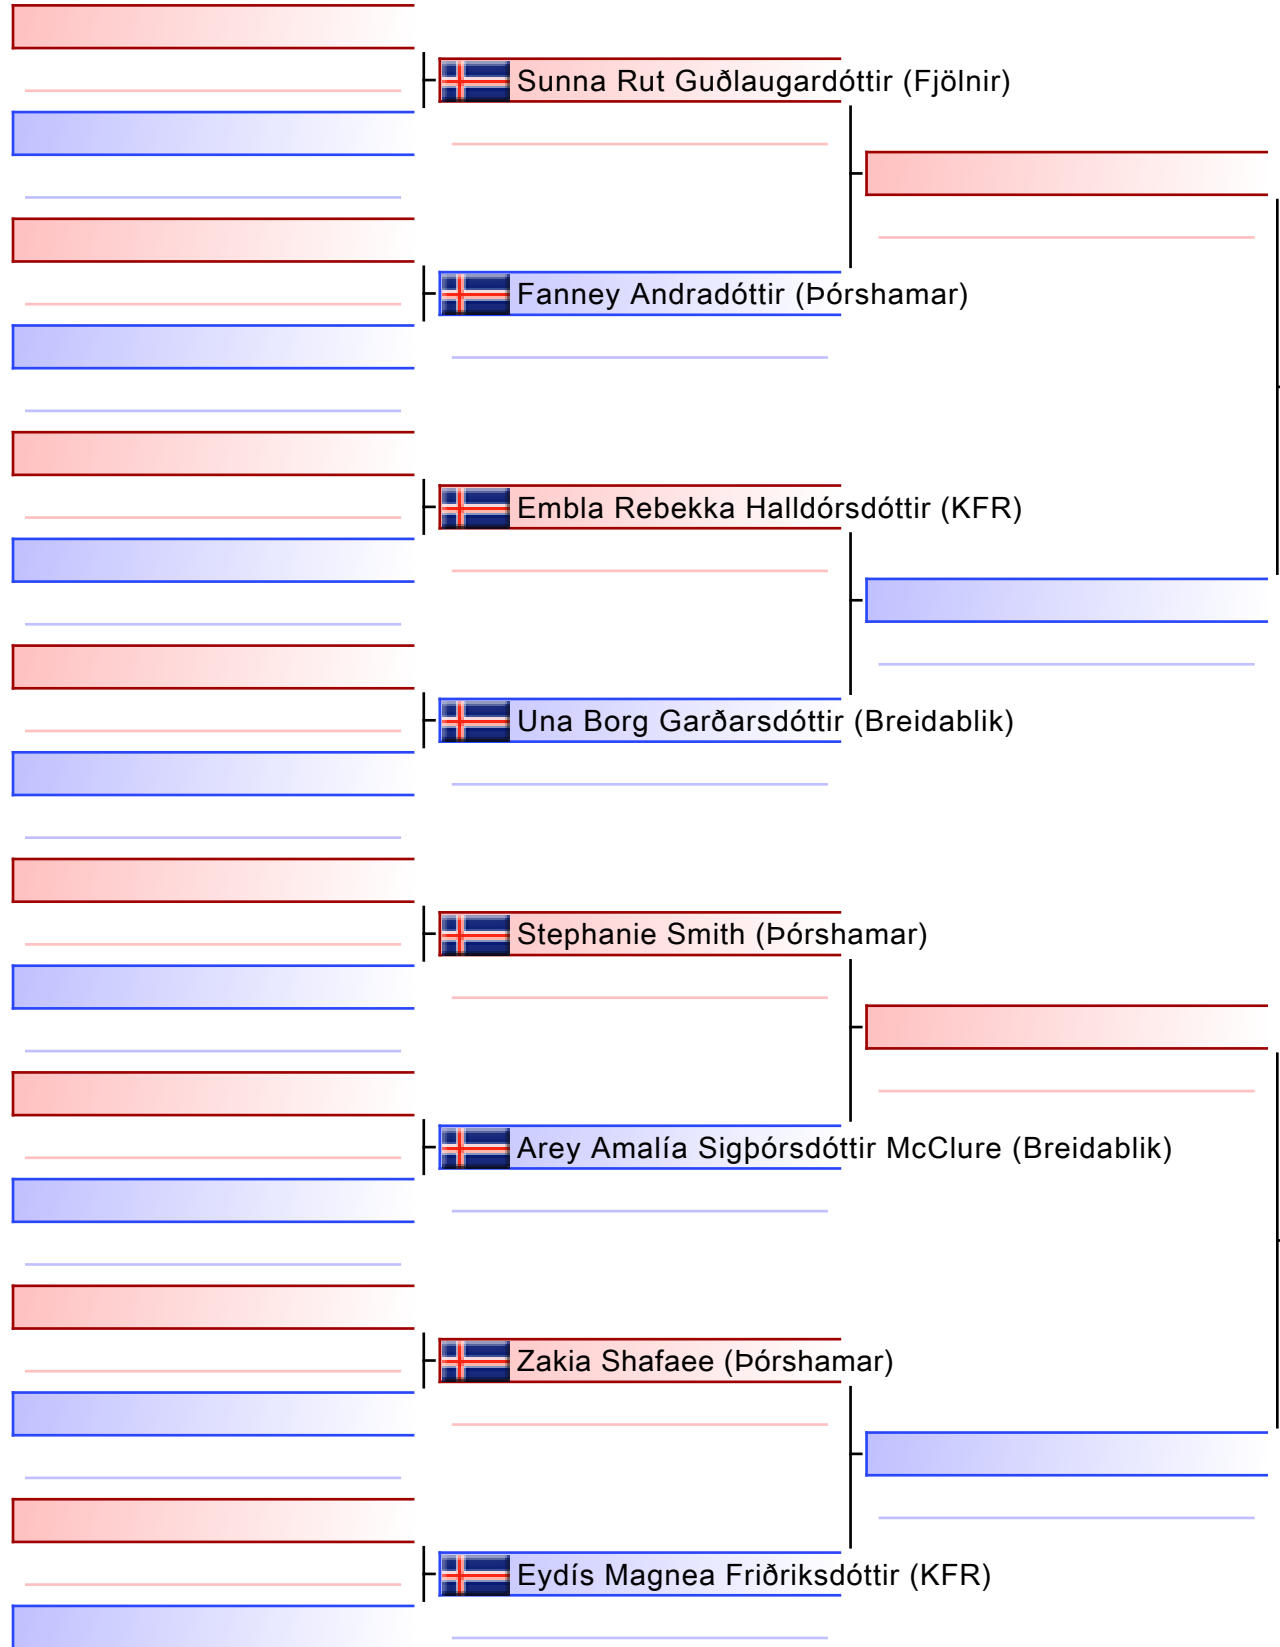 Sunna Rut Guðlaugardóttir (Fjölnir)
Fanney Andradóttir (Þórshamar)
Embla Rebekka Halldórsdóttir (KFR)
Una Borg Garðarsdóttir (Breidablik)
Stephanie Smith (Þórshamar)
Arey Amalía Sigþórsdóttir McClure (Breidablik)
Zakia Shafaee (Þórshamar)
Eydís Magnea Friðriksdóttir (KFR)